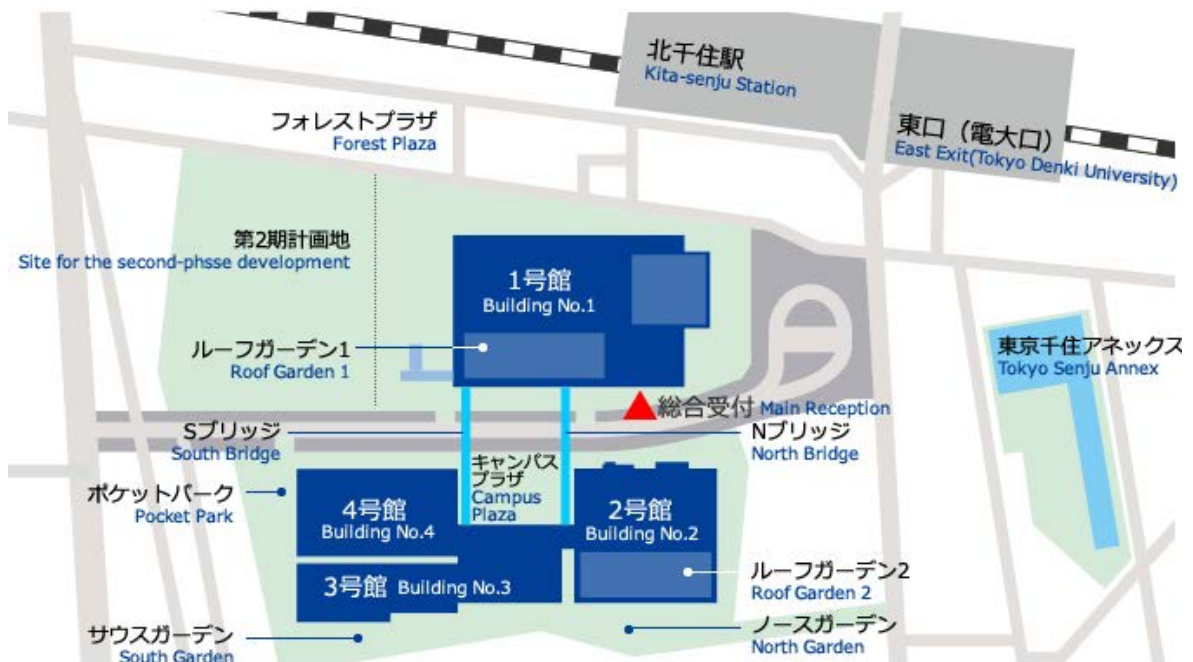 北千住駅
Kita-senju Station
東口（電大口）
East Exit(Tokyo Denki University)
フォレストプラザ
Forest Plaza
第2期計画地
Site for the second-phsse development
1号館
Building No.1
ルーフガーデン1
Roof Garden 1
東京千住アネックス
Tokyo Senju Annex
総合受付 Main Reception
Sブリッジ
South Bridge
Nブリッジ
North Bridge
キャンパス
プラザ
Campus
Plaza
ポケットパーク
Pocket Park
4号館
Building No.4
2号館
Building No.2
3号館 Building No.3
ルーフガーデン2
Roof Garden 2
サウスガーデン
South Garden
ノースガーデン
North Garden